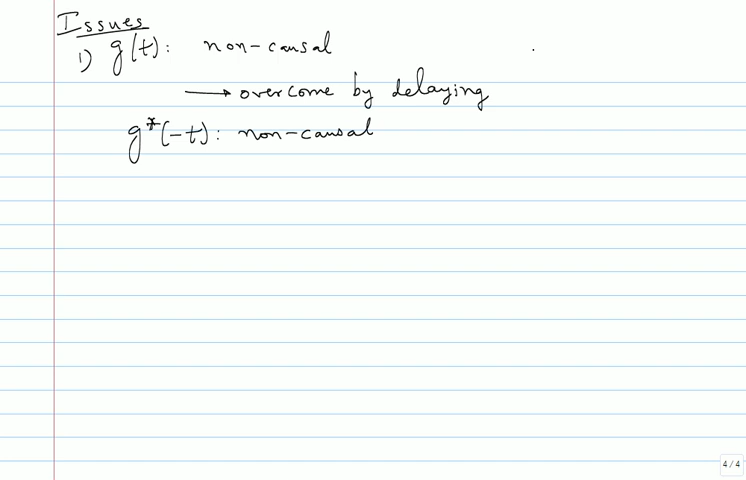 Issues
1) g(t): non-causal
→ overcome by delaying
g*(-t): non-causal
4/4